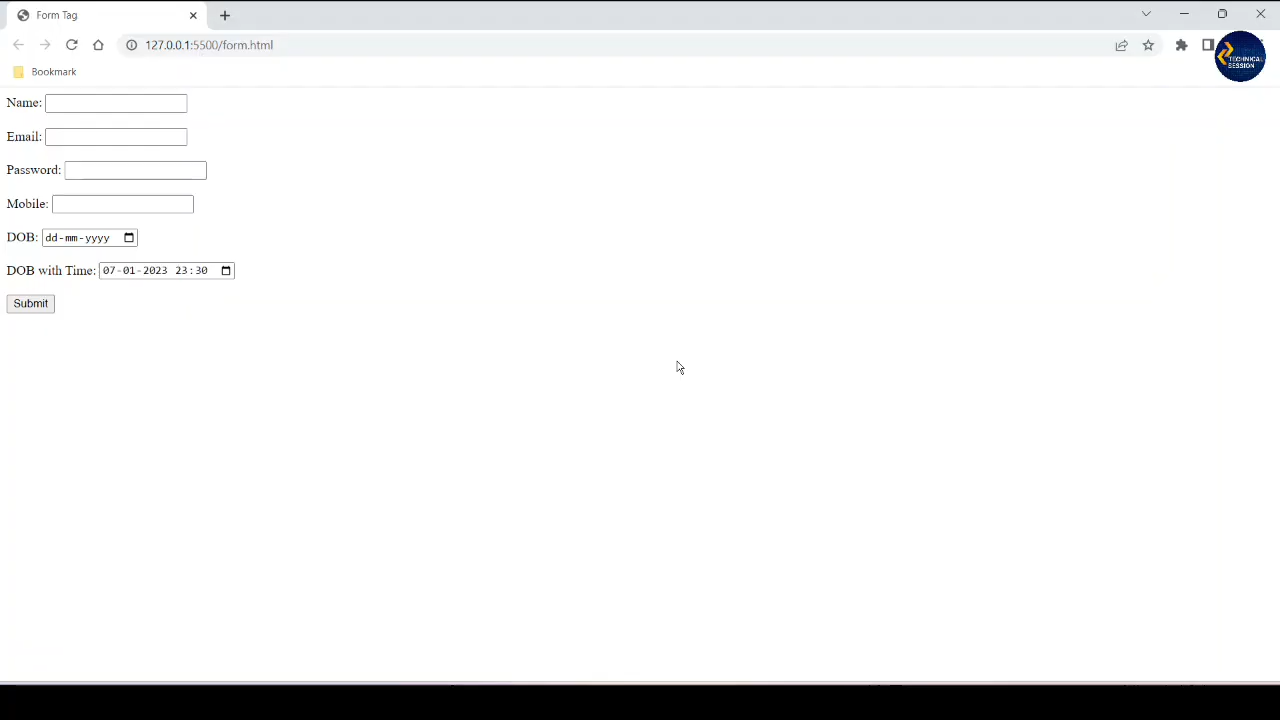 Form Tag
127.0.0.1:5500/form.html
TECHNICAL
SESSION
Bookmark
Name:
Email:
Password:
Mobile:
DOB: dd-mm-yyyy
DOB with Time: 07-01-2023 23:30
Submit